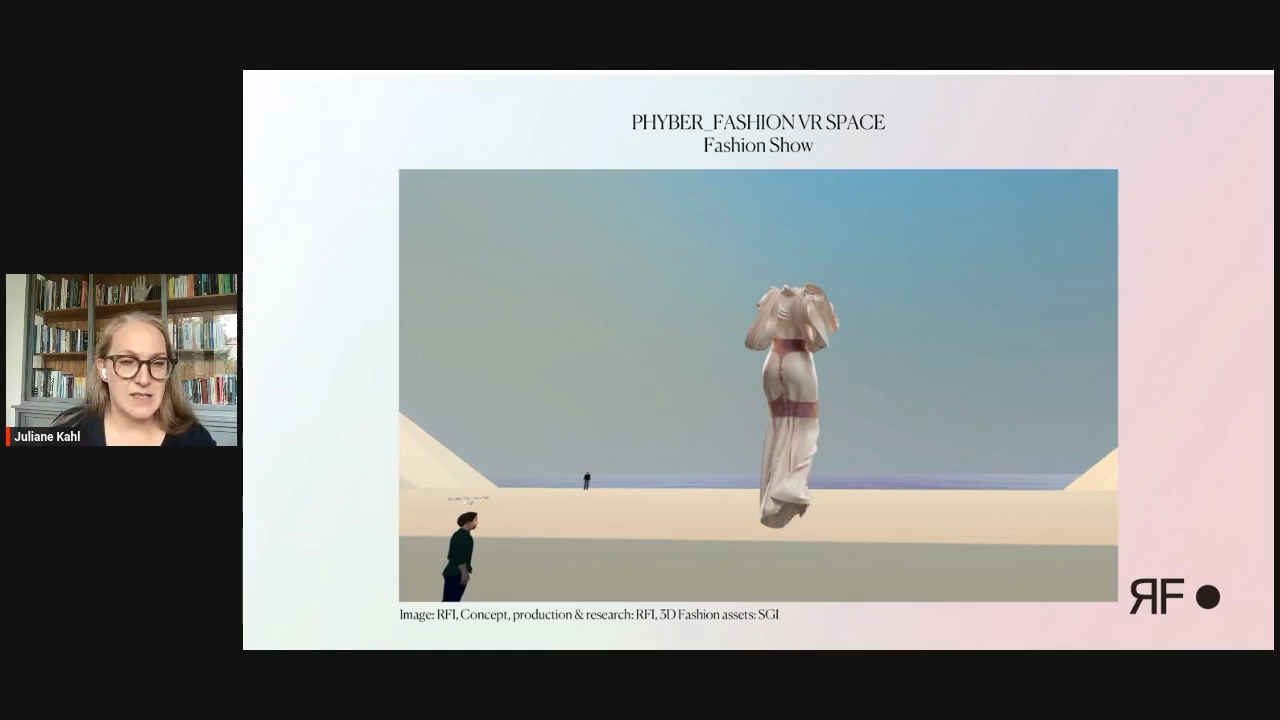 PHYBER_FASHION VR SPACE
Fashion Show
Juliane Kahl
Image: RFI, Concept, production & research: RFI, 3D Fashion assets: SGI
ЯF